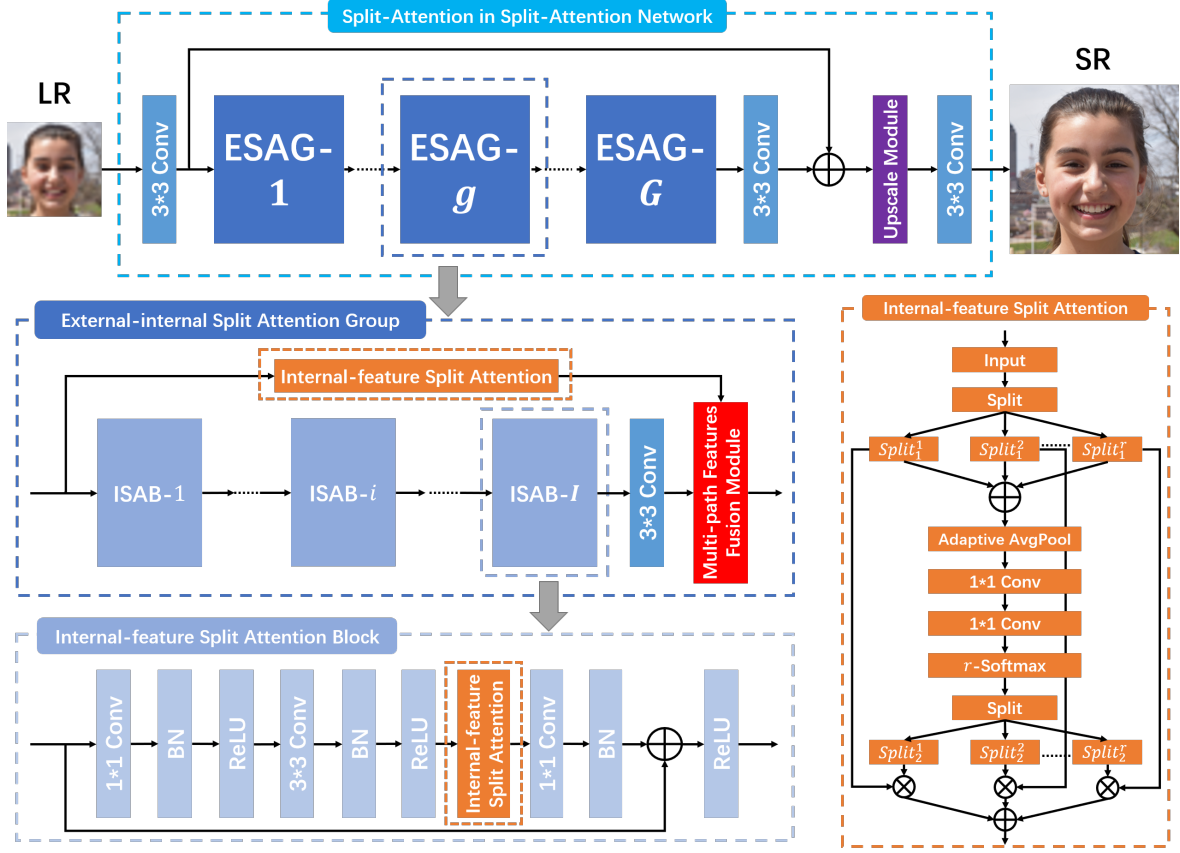 Split-Attention in Split-Attention Network
LR
3*3 Conv
ESAG-
1
ESAG-
g
ESAG-
G
3*3 Conv
Upscale Module
3*3 Conv
SR
External-internal Split Attention Group
Internal-feature Split Attention
ISAB-1
ISAB-i
ISAB-I
3*3 Conv
Multi-path Features
Fusion Module
Internal-feature Split Attention Block
1*1 Conv
BN
ReLU
3*3 Conv
BN
ReLU
Internal-feature
Split Attention
1*1 Conv
BN
ReLU
Internal-feature Split Attention
Input
Split
Split₁¹
Split₁²
Split₁ʳ
Adaptive AvgPool
1*1 Conv
1*1 Conv
r-Softmax
Split
Split₂¹
Split₂²
Split₂ʳ